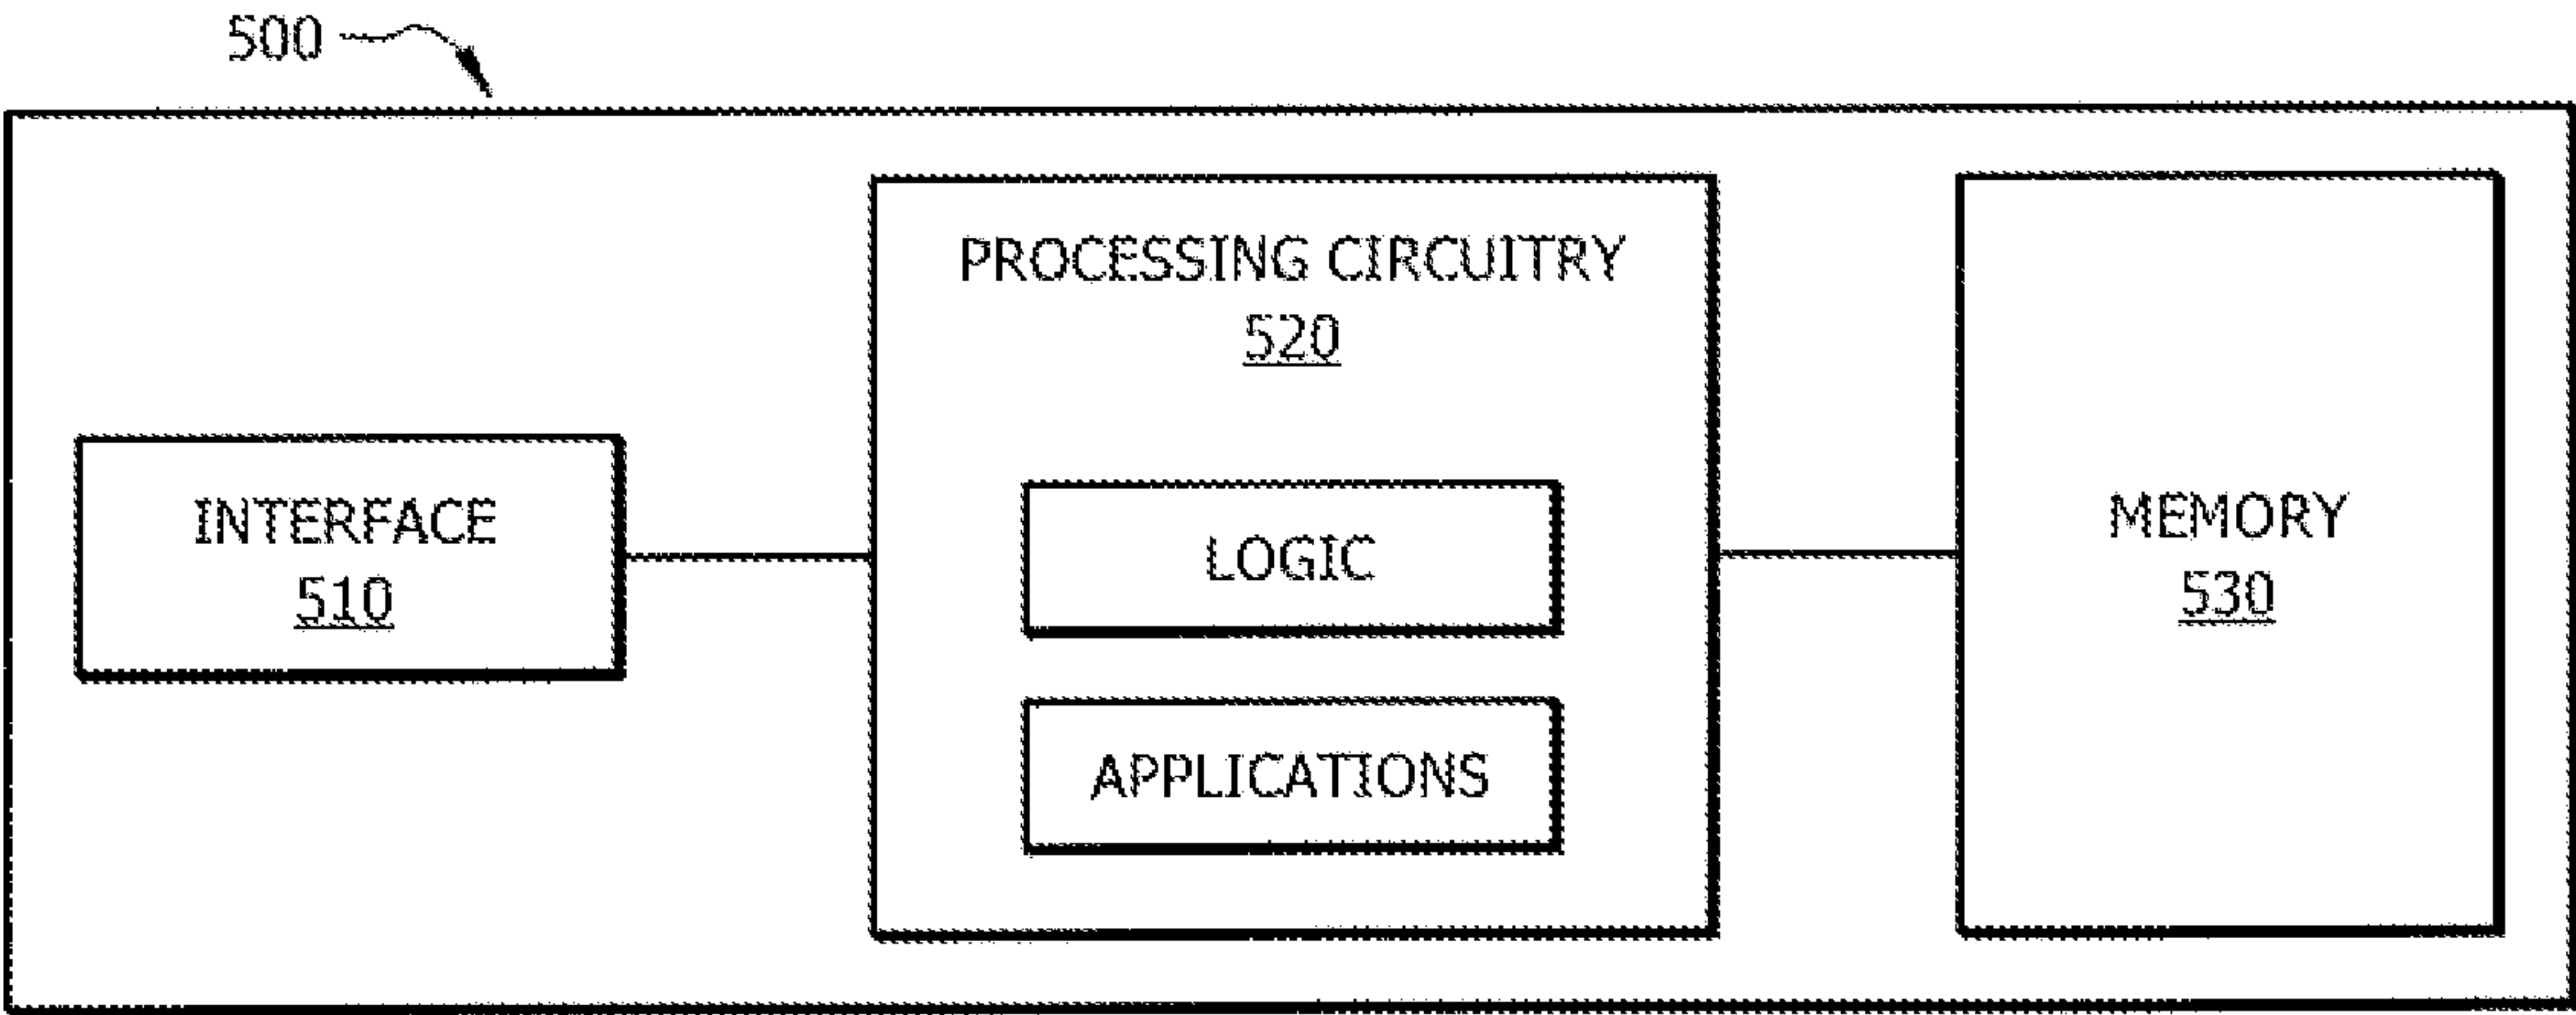 500
PROCESSING CIRCUITRY
520
INTERFACE
510
LOGIC
APPLICATIONS
MEMORY
530